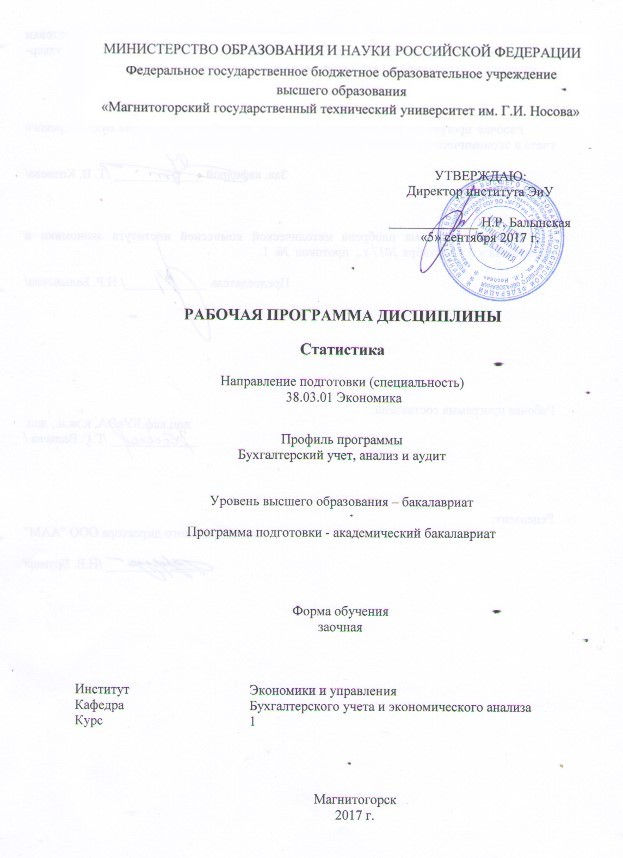 МИНИСТЕРСТВО ОБРАЗОВАНИЯ И НАУКИ РОССИЙСКОЙ ФЕДЕРАЦИИ
Федеральное государственное бюджетное образовательное учреждение
высшего образования
«Магнитогорский государственный технический университет им. Г.И. Носова»
УТВЕРЖДАЮ:
Директор института ЭиУ
Н.Р. Балынская
«5» сентября 2017 г.
РАБОЧАЯ ПРОГРАММА ДИСЦИПЛИНЫ
Статистика
Направление подготовки (специальность)
38.03.01 Экономика
Профиль программы
Бухгалтерский учет, анализ и аудит
Уровень высшего образования – бакалавриат
Программа подготовки - академический бакалавриат
Форма обучения
заочная
Институт Экономики и управления
Кафедра Бухгалтерского учета и экономического анализа
Курс 1
Магнитогорск
2017 г.